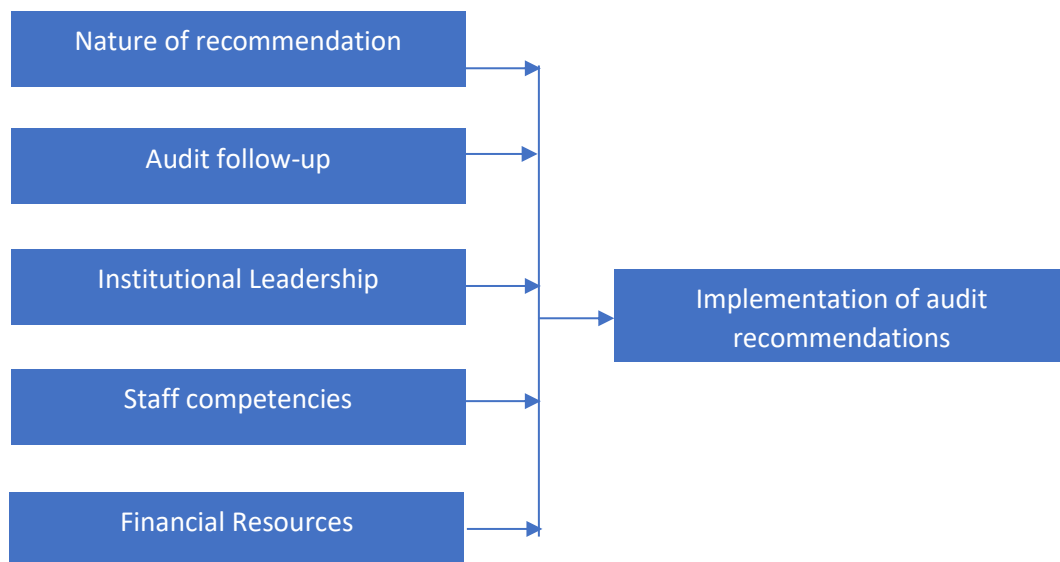 Nature of recommendation
Audit follow-up
Institutional Leadership
Staff competencies
Financial Resources
Implementation of audit
recommendations